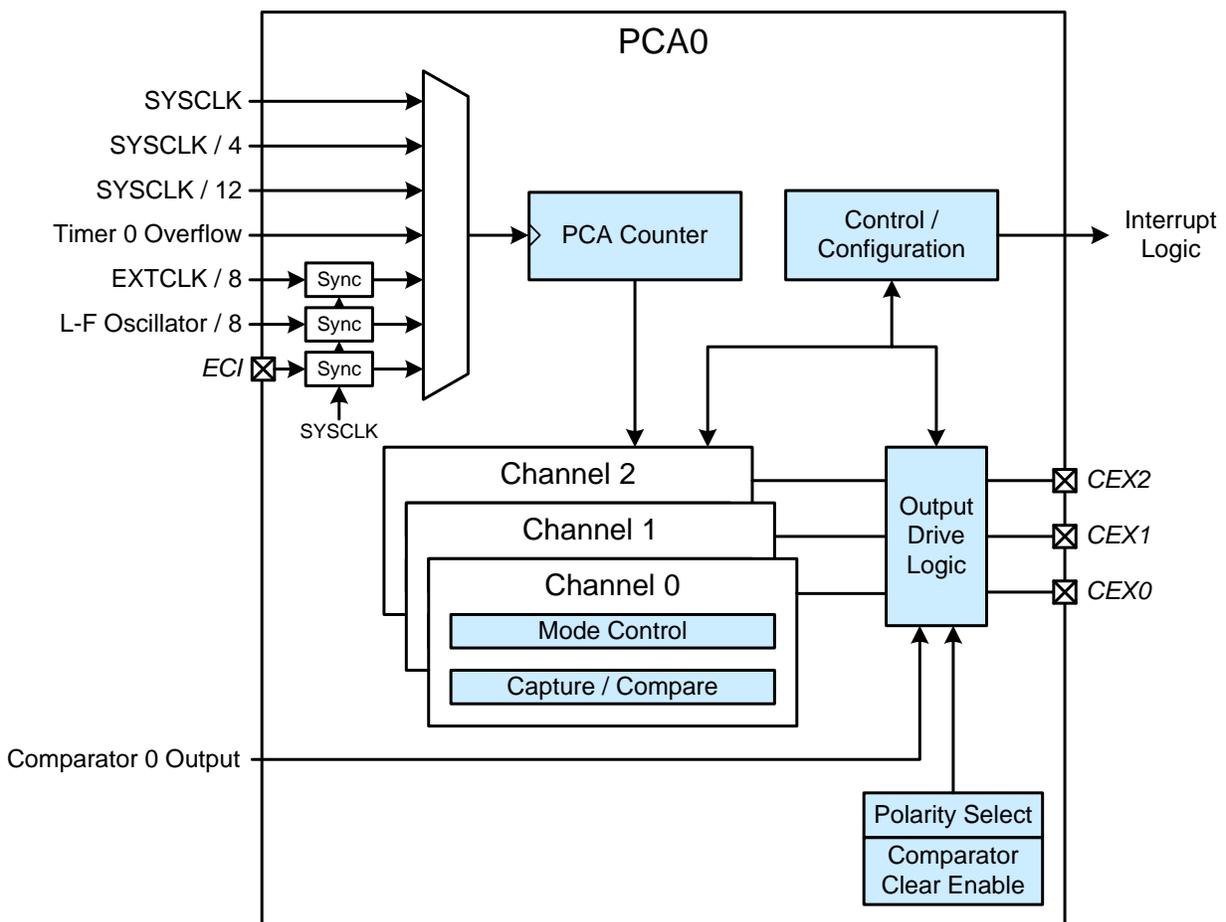 PCA0
SYSCLK
SYSCLK / 4
SYSCLK / 12
Timer 0 Overflow
EXTCLK / 8
Sync
L-F Oscillator / 8
Sync
ECI
Sync
SYSCLK
PCA Counter
Control /
Configuration
Interrupt
Logic
Channel 2
Channel 1
Channel 0
Mode Control
Capture / Compare
Output
Drive
Logic
CEX2
CEX1
CEX0
Comparator 0 Output
Polarity Select
Comparator
Clear Enable